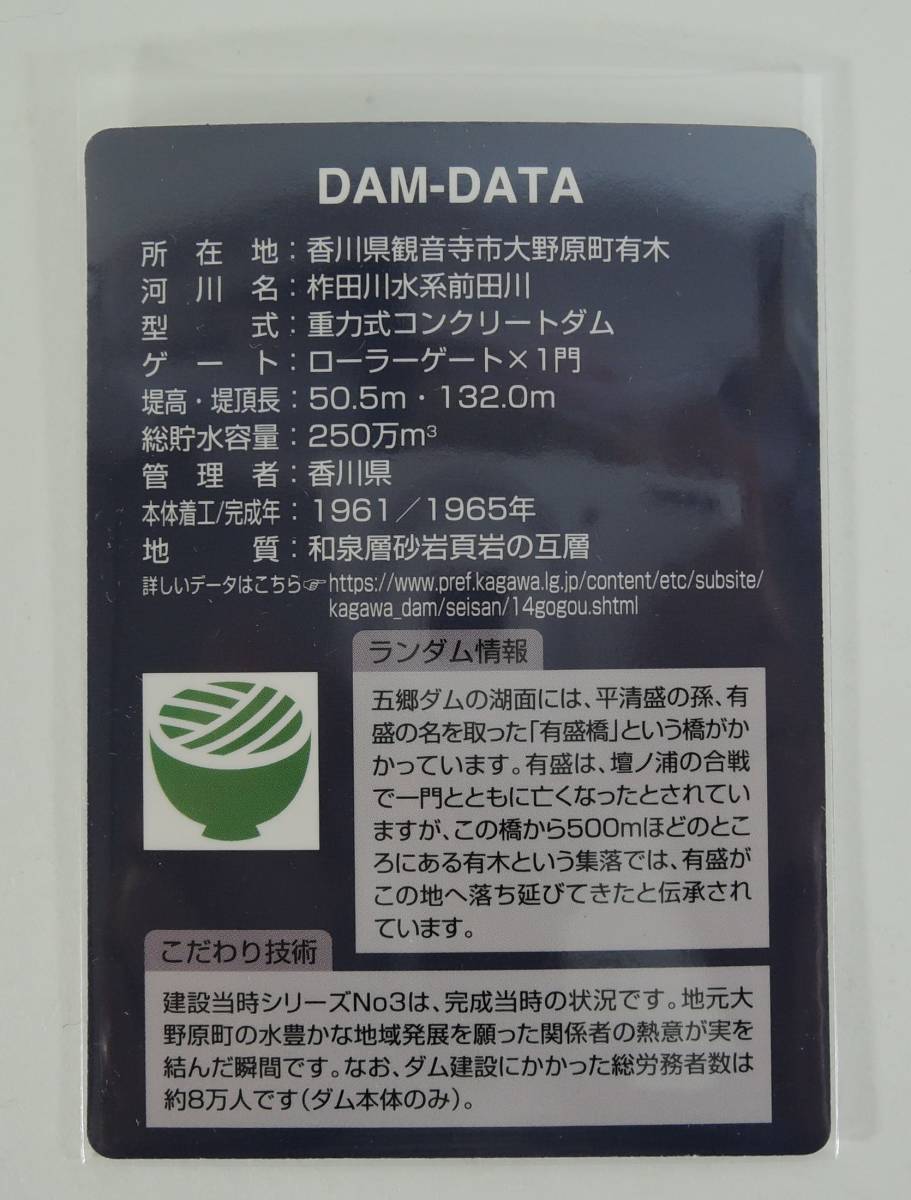 DAM-DATA
所在地：香川県観音寺市大野原町有木
河川名：柞田川水系前田川
型式：重力式コンクリートダム
ゲート：ローラーゲート×1門
堤高・堤頂長：50.5m・132.0m
総貯水容量：250万m³
管理者：香川県
本体着工/完成年：1961／1965年
地質：和泉層砂岩頁岩の互層
詳しいデータはこちら☞https://www.pref.kagawa.lg.jp/content/etc/subsite/
kagawa_dam/seisan/14gogou.shtml
ランダム情報
五郷ダムの湖面には、平清盛の孫、有
盛の名を取った「有盛橋」という橋がか
かっています。有盛は、壇ノ浦の合戦
で一門とともに亡くなったとされてい
ますが、この橋から500mほどのとこ
ろにある有木という集落では、有盛が
この地へ落ち延びてきたと伝承され
ています。
こだわり技術
建設当時シリーズNo3は、完成当時の状況です。地元大
野原町の水豊かな地域発展を願った関係者の熱意が実を
結んだ瞬間です。なお、ダム建設にかかった総労務者数は
約8万人です(ダム本体のみ)。